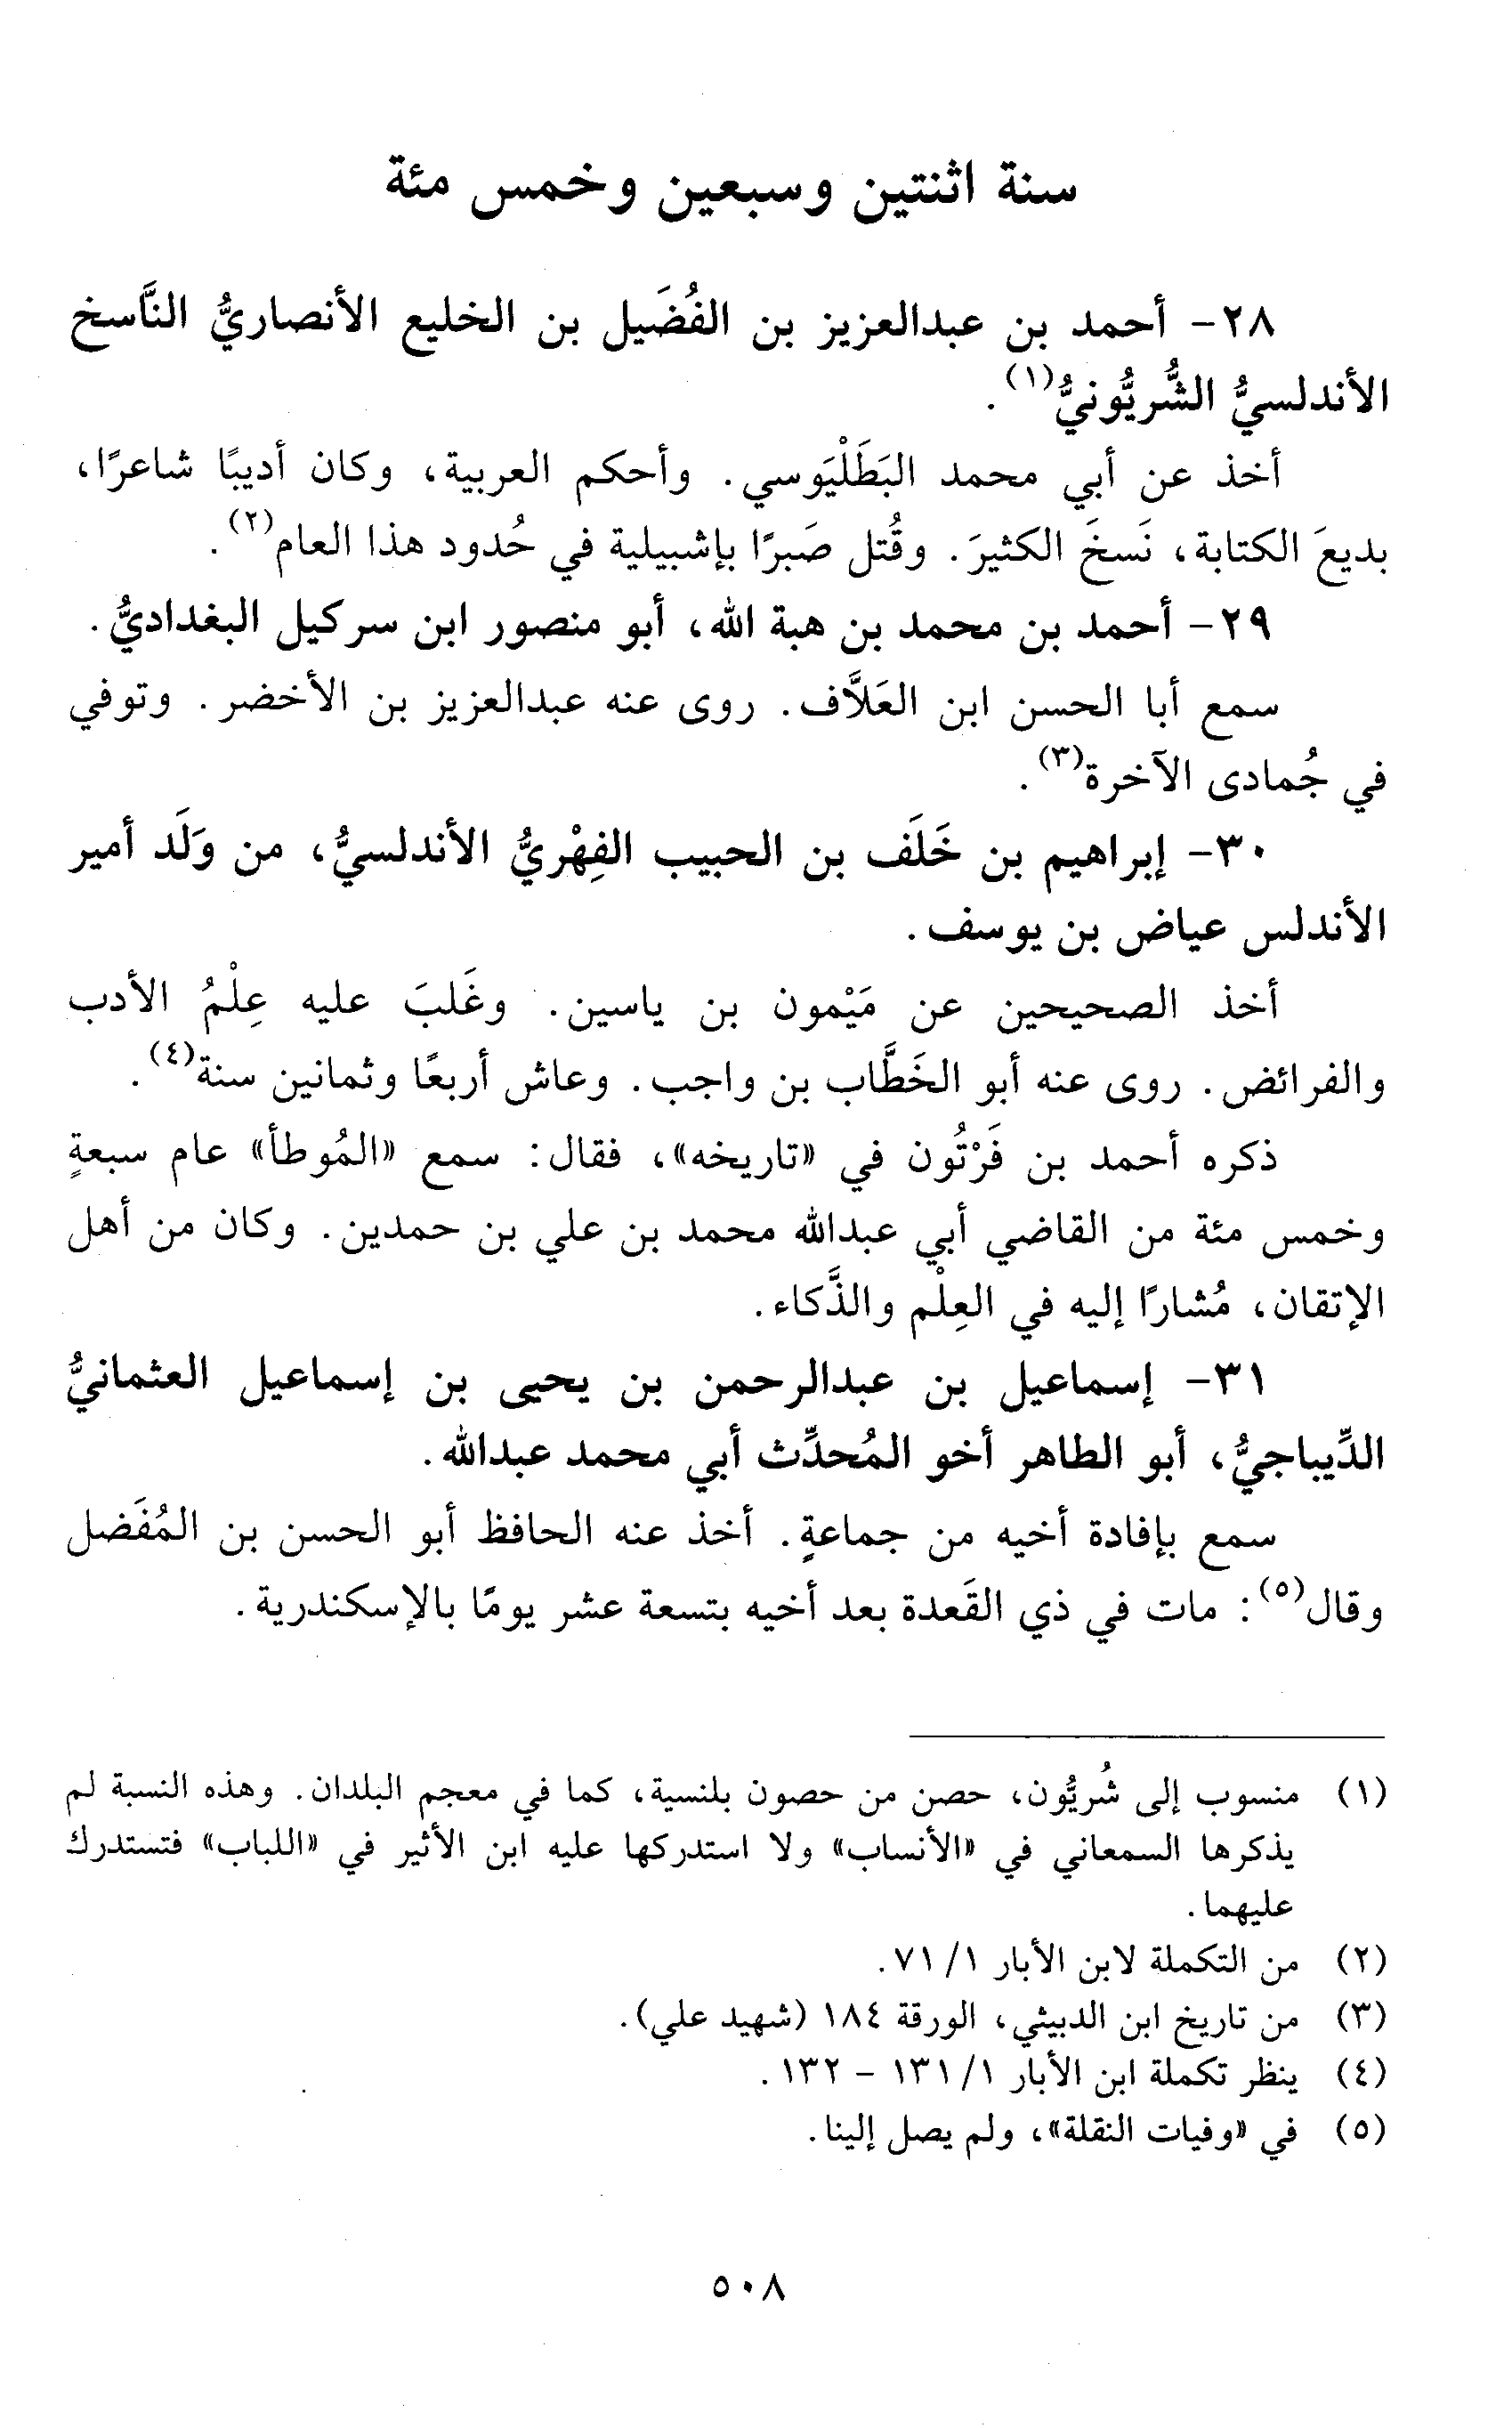 سنة اثنتين وسبعين وخمس مئة
٢٨- أحمد بن عبدالعزيز بن الفُضَيل بن الخليع الأنصاريُّ النَّاسخ
الأندلسيُّ الشُّريُّونيُّ(١).
أخذ عن أبي محمد البَطَلْيَوسي. وأحكم العربية، وكان أديبًا شاعرًا،
بديعَ الكتابة، نَسخَ الكثيرَ. وقُتل صَبرًا بإشبيلية في حُدود هذا العام(٢).
٢٩- أحمد بن محمد بن هبة الله، أبو منصور ابن سركيل البغداديُّ.
سمع أبا الحسن ابن العَلاَّف. روى عنه عبدالعزيز بن الأخضر. وتوفي
في جُمادى الآخرة(٣).
٣٠- إبراهيم بن خَلَف بن الحبيب الفِهْريُّ الأندلسيُّ، من وَلَد أمير
الأندلس عياض بن يوسف.
أخذ الصحيحين عن مَيْمون بن ياسين. وغَلبَ عليه عِلْمُ الأدب
والفرائض. روى عنه أبو الخَطَّاب بن واجب. وعاش أربعًا وثمانين سنة(٤).
ذكره أحمد بن فَرْتُون في «تاريخه»، فقال: سمع «المُوطأ» عام سبعةٍ
وخمس مئة من القاضي أبي عبدالله محمد بن علي بن حمدين. وكان من أهل
الإتقان، مُشارًا إليه في العِلْم والذَّكاء.
٣١- إسماعيل بن عبدالرحمن بن يحيى بن إسماعيل العثمانيُّ
الدِّيباجيُّ، أبو الطاهر أخو المُحدِّث أبي محمد عبدالله.
سمع بإفادة أخيه من جماعةٍ. أخذ عنه الحافظ أبو الحسن بن المُفَضل
وقال(٥): مات في ذي القَعدة بعد أخيه بتسعة عشر يومًا بالإسكندرية.
(١) منسوب إلى شُريُّون، حصن من حصون بلنسية، كما في معجم البلدان. وهذه النسبة لم
يذكرها السمعاني في «الأنساب» ولا استدركها عليه ابن الأثير في «اللباب» فتستدرك
عليهما.
(٢) من التكملة لابن الأبار ١/ ٧١.
(٣) من تاريخ ابن الدبيثي، الورقة ١٨٤ (شهيد علي).
(٤) ينظر تكملة ابن الأبار ١/ ١٣١ – ١٣٢.
(٥) في «وفيات النقلة»، ولم يصل إلينا.
٥٠٨